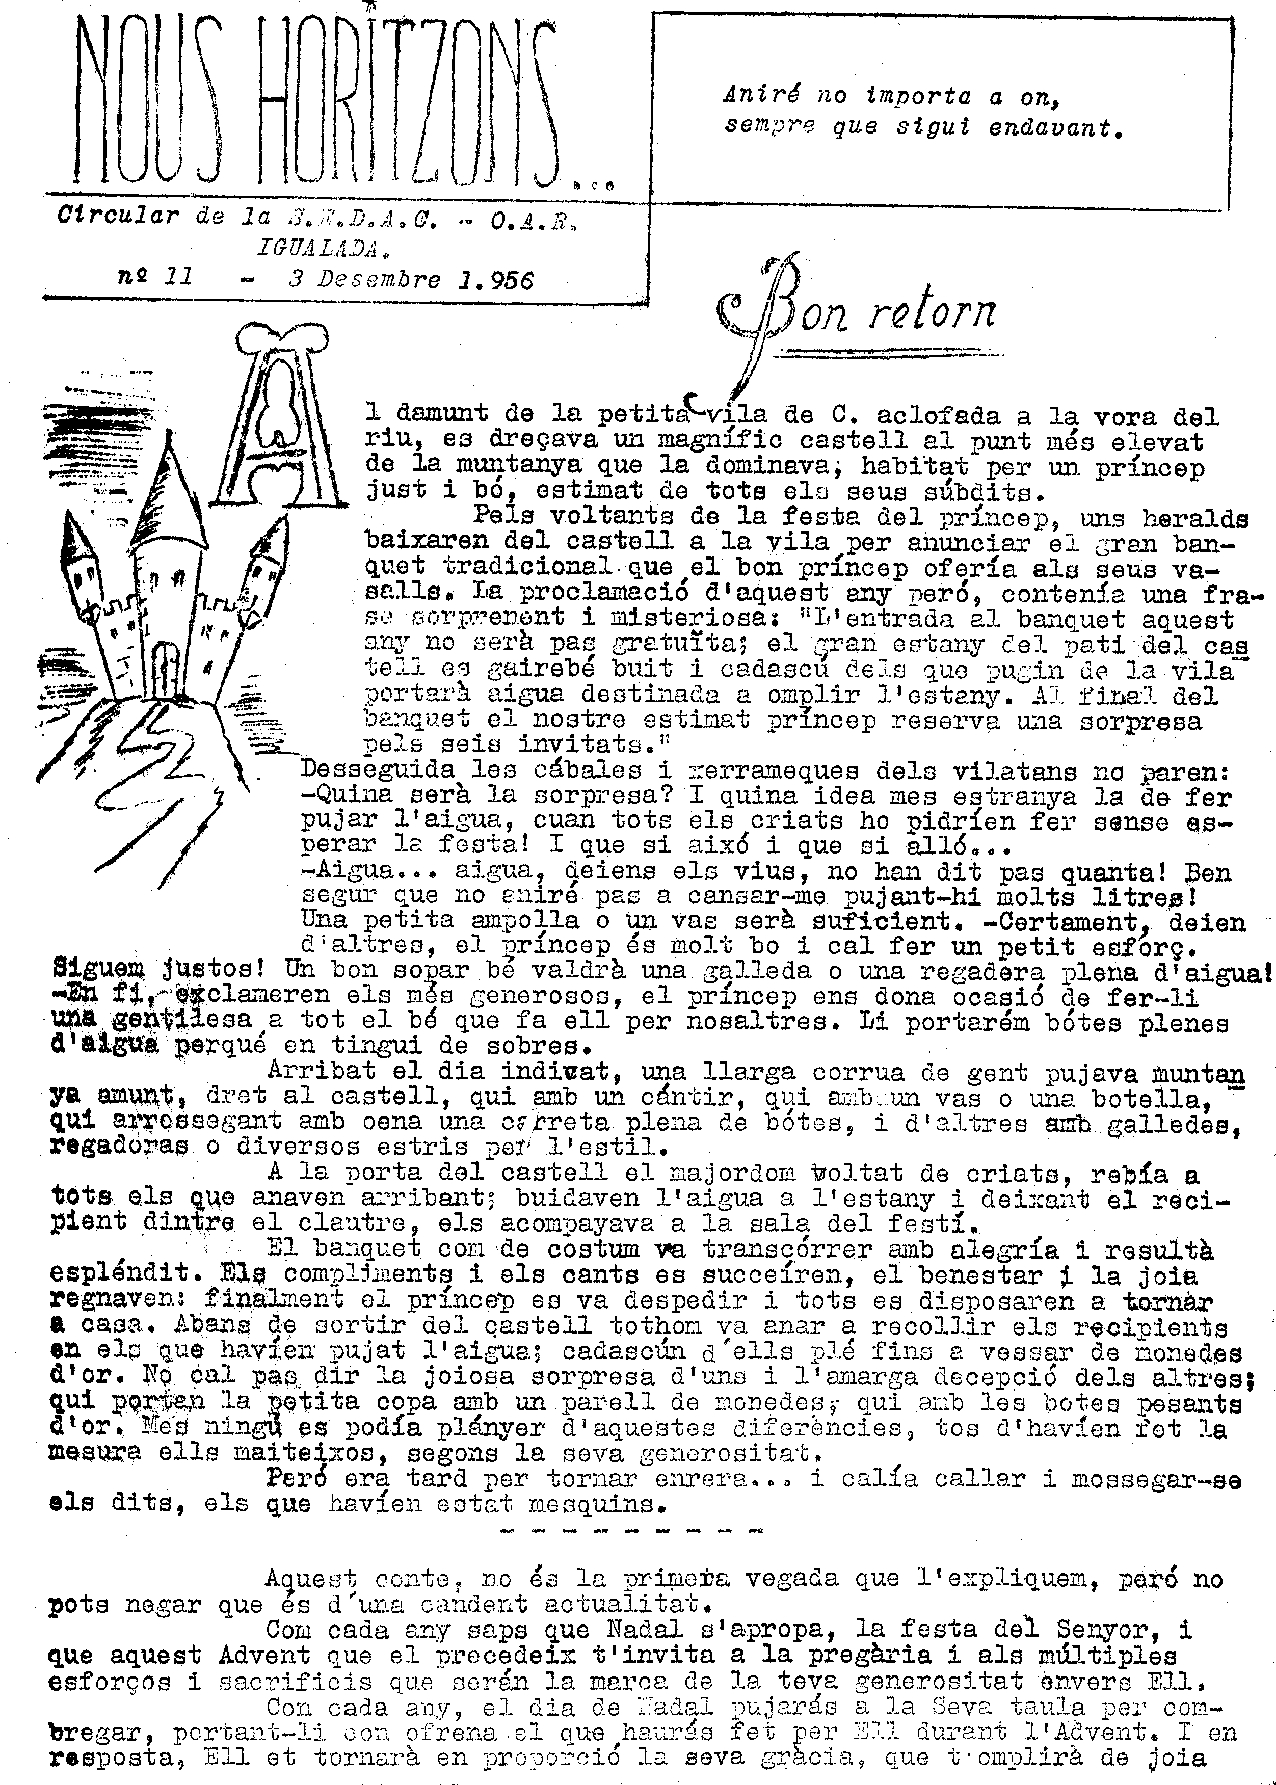 NOUS HORITZONS...
Aniré no importa a on,
sempre que sigui endavant.
Circular de la S.E.D.A.C. - O.A.R.
IGUALADA.
nº 11 - 3 Desembre 1.956
Bon retorn
Al damunt de la petita vila de C. aclofada a la vora del
riu, es dreçava un magnífic castell al punt més elevat
de la muntanya que la dominava; habitat per un príncep
just i bó, estimat de tots els seus súbdits.
Pels voltants de la festa del príncep, uns heralds
baixaren del castell a la vila per anunciar el gran ban-
quet tradicional que el bon príncep ofería als seus va-
salls. La proclamació d'aquest any peró, contenía una fra-
se sorprenent i misteriosa: "L'entrada al banquet aquest
any no serà pas gratuïta; el gran estany del pati del cas
tell es gairebé buit i cadascú dels que pugin de la vila
portarà aigua destinada a omplir l'estany. Al final del
banquet el nostre estimat príncep reserva una sorpresa
pels seis invitats."
Desseguida les cábales i xerrameques dels vilatans no paren:
-Quina serà la sorpresa? I quina idea mes estranya la de fer
pujar l'aigua, cuan tots els criats ho pidríen fer sense es-
perar la festa! I que si aixó i que si alló...
-Aigua... aigua, deiens els vius, no han dit pas quanta! Ben
segur que no aniré pas a cansar-me pujant-hi molts litres!
Una petita ampolla o un vas serà suficient. -Certament, deien
d'altres, el príncep és molt bo i cal fer un petit esforç.
Siguem justos! Un bon sopar bé valdrà una galleda o una regadera plena d'aigua!
-En fi, exclameren els més generosos, el príncep ens dona ocasió de fer-li
una gentilesa a tot el bé que fa ell per nosaltres. Li portarém bótes plenes
d'aigua perqué en tingui de sobres.
Arribat el dia indicat, una llarga corrua de gent pujava muntan
ya amunt, dret al castell, qui amb un cántir, qui amb un vas o una botella,
qui arrossegant amb oena una carreta plena de bótes, i d'altres amb galledes,
regadoras o diversos estris per l'estil.
A la porta del castell el majordom voltat de criats, rebía a
tots els que anaven arribant; buidaven l'aigua a l'estany i deixant el reci-
pient dintre el clautre, els acompayava a la sala del festí.
El banquet com de costum va transcórrer amb alegría i resultà
espléndit. Els compliments i els cants es succeíren, el benestar i la joia
regnaven: finalment el príncep es va despedir i tots es disposaren a tornar
a casa. Abans de sortir del castell tothom va anar a recollir els recipients
en els que havíen pujat l'aigua; cadascún d'ells plé fins a vessar de monedes
d'or. No cal pas dir la joiosa sorpresa d'uns i l'amarga decepció dels altres;
qui porten la petita copa amb un parell de monedes; qui amb les botes pesants
d'or. Més ningú es podía plányer d'aquestes diferències, tos d'havíen fet la
mesura ells maiteixos, segons la seva generositat.
Peró era tard per tornar enrera... i calía callar i mossegar-se
els dits, els que havíen estat mesquins.
- - - - - - - - -
Aquest conte, no és la primera vegada que l'expliquem, peró no
pots negar que és d'una candent actualitat.
Com cada any saps que Nadal s'apropa, la festa del Senyor, i
que aquest Advent que el precedeix t'invita a la pregària i als múltiples
esforços i sacrificis que serán la marca de la teva generositat envers Ell.
Con cada any, el dia de Nadal pujarás a la Seva taula per com-
bregar, portant-li con ofrena el que haurás fet per Ell durant l'Advent. I en
resposta, Ell et tornarà en proporció la seva gràcia, que t'omplirà de joia